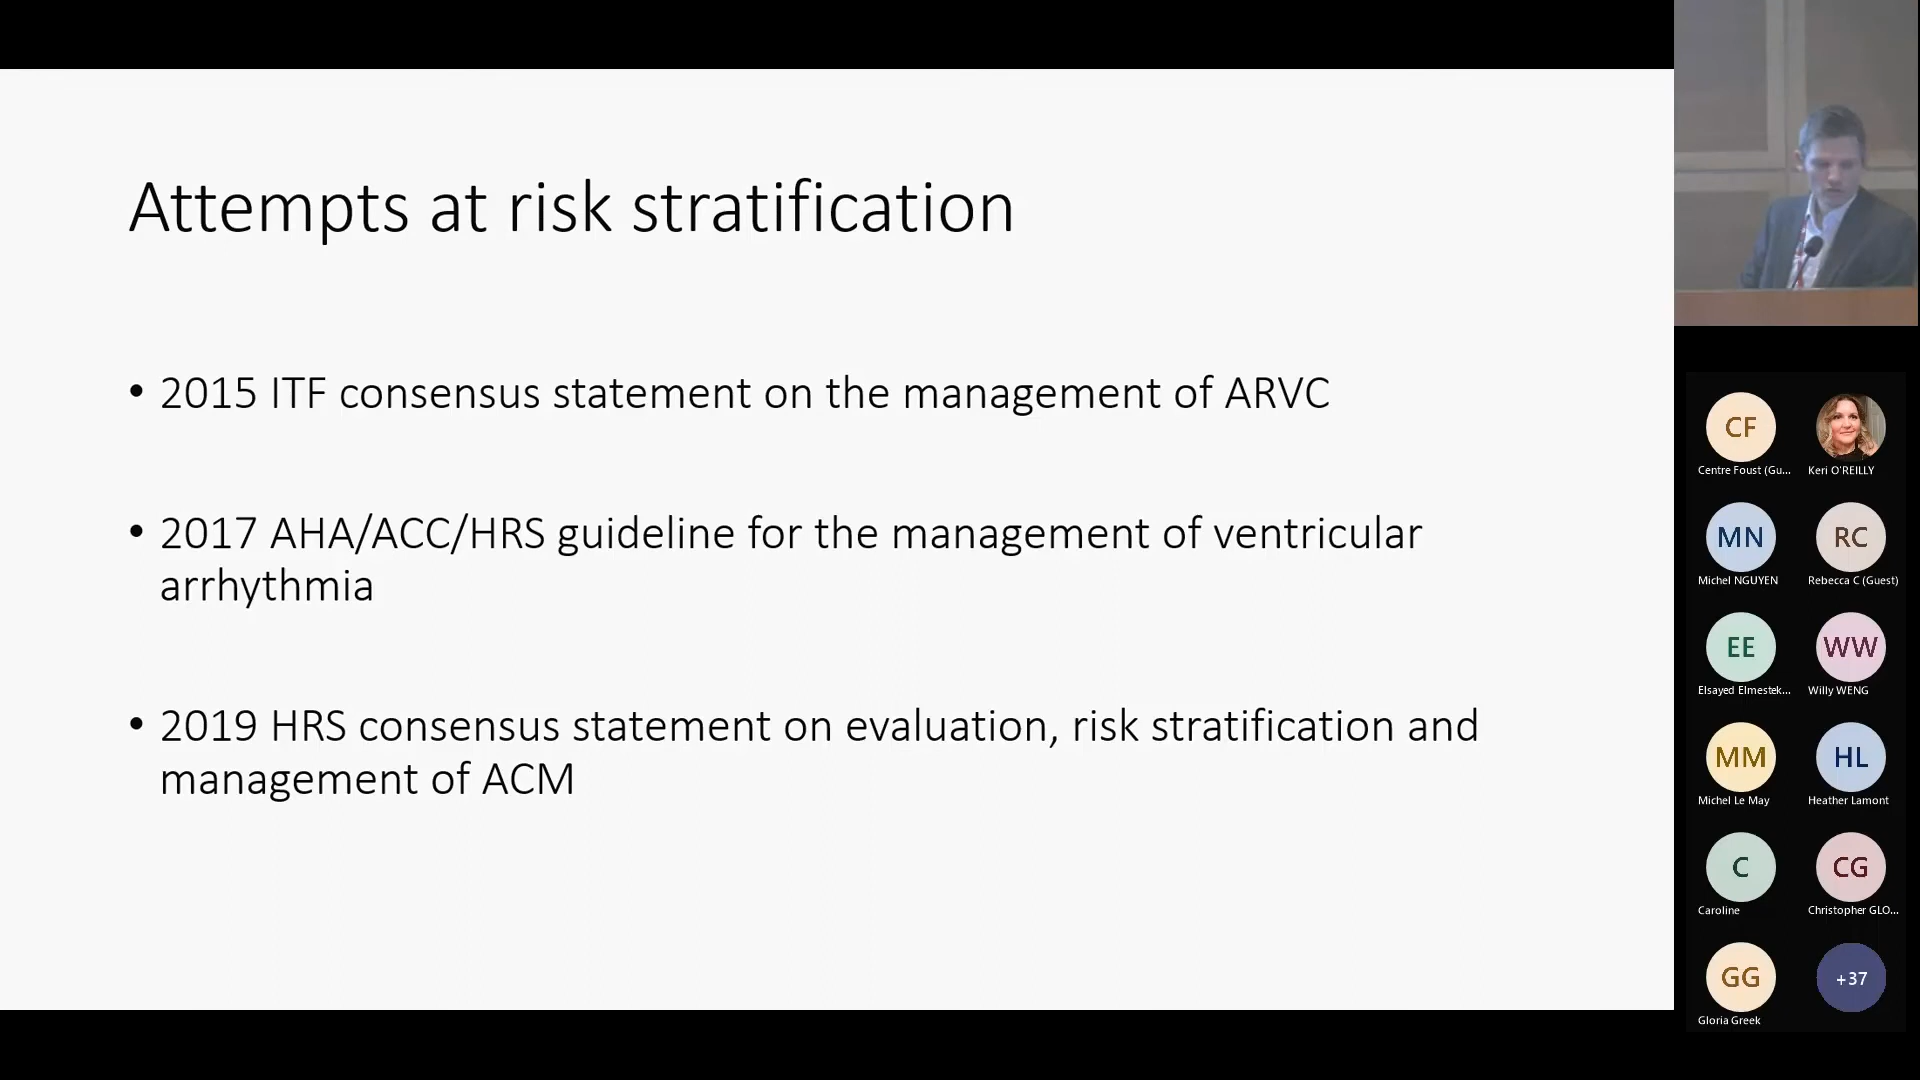 Attempts at risk stratification
• 2015 ITF consensus statement on the management of ARVC
• 2017 AHA/ACC/HRS guideline for the management of ventricular
arrhythmia
• 2019 HRS consensus statement on evaluation, risk stratification and
management of ACM
CF
Centre Foust (Gu...
Keri O'REILLY
MN
Michel NGUYEN
RC
Rebecca C (Guest)
EE
Elsayed Elmestek...
WW
Willy WENG
MM
Michel Le May
HL
Heather Lamont
C
Caroline
CG
Christopher GLO...
GG
Gloria Greek
+37